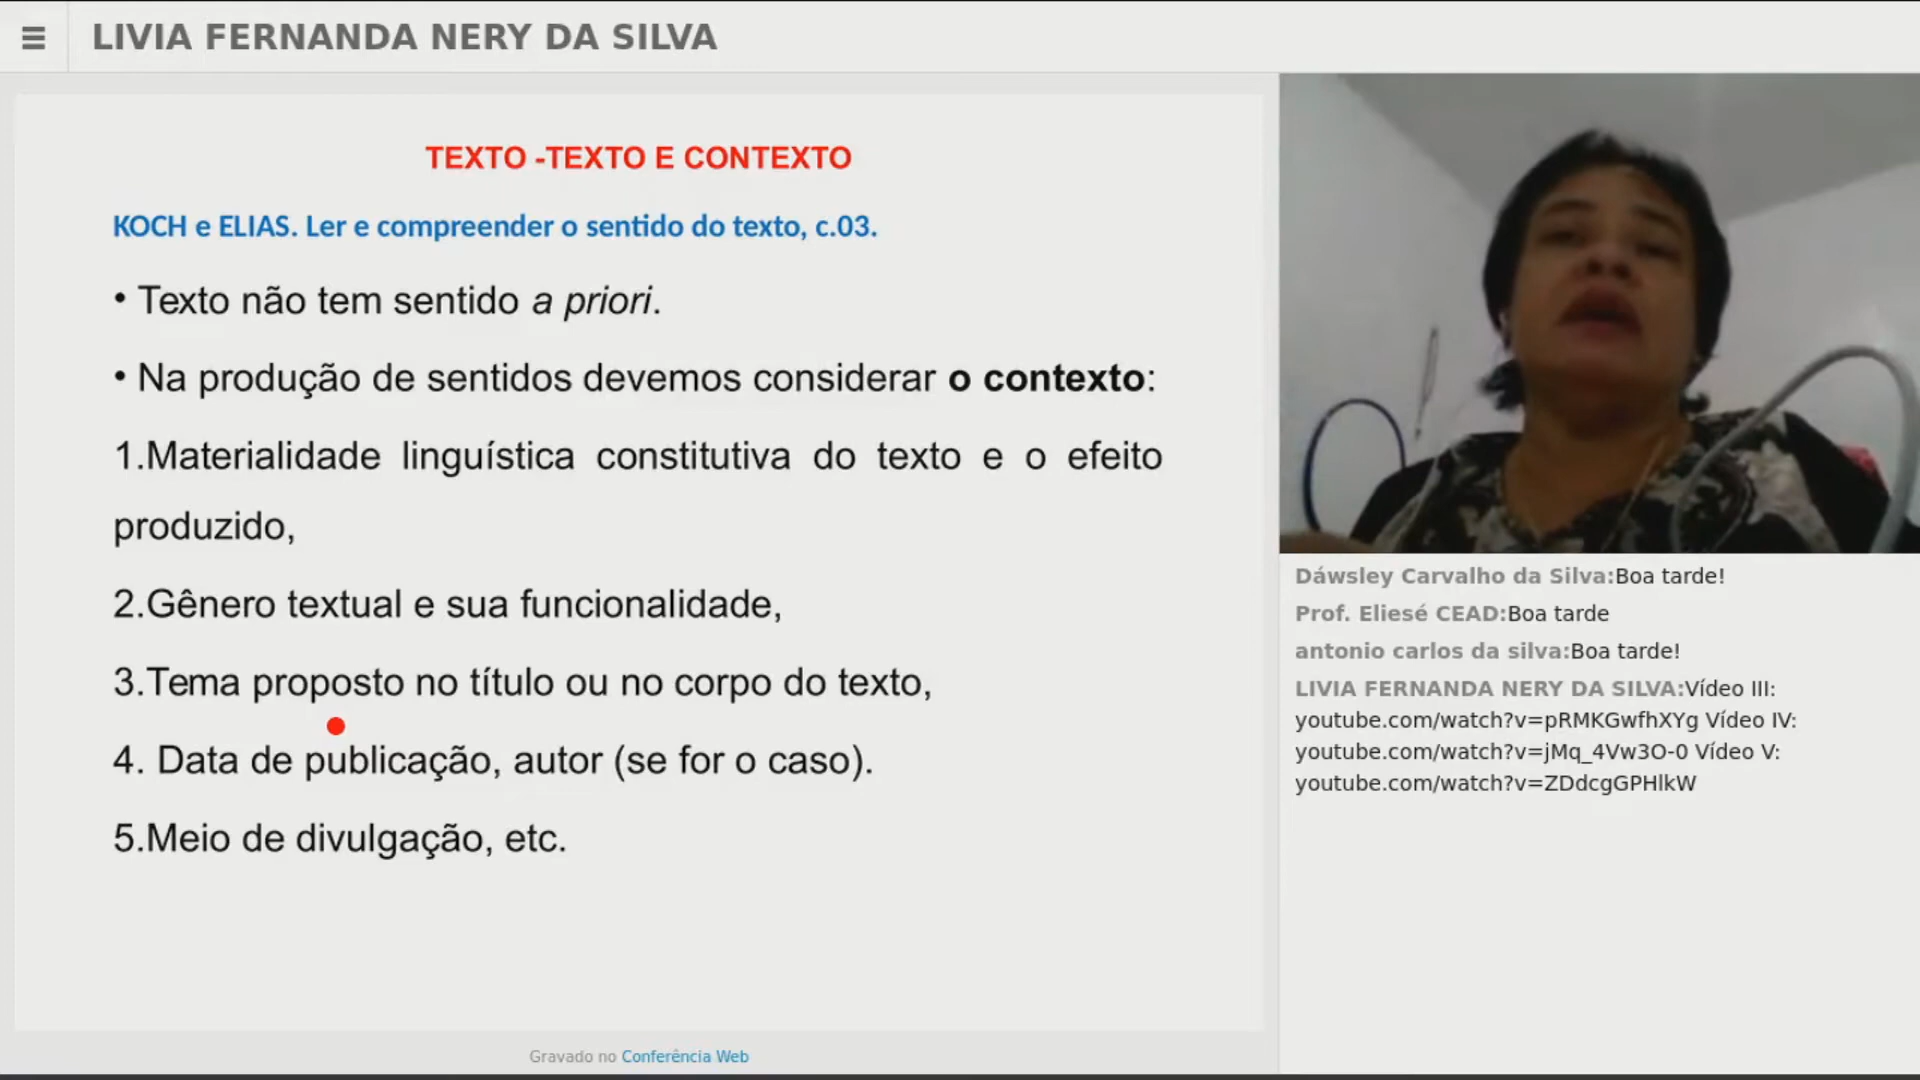 LIVIA FERNANDA NERY DA SILVA
TEXTO -TEXTO E CONTEXTO
KOCH e ELIAS. Ler e compreender o sentido do texto, c.03.
• Texto não tem sentido a priori.
• Na produção de sentidos devemos considerar o contexto:
1.Materialidade linguística constitutiva do texto e o efeito
produzido,
2.Gênero textual e sua funcionalidade,
3.Tema proposto no título ou no corpo do texto,
4. Data de publicação, autor (se for o caso).
5.Meio de divulgação, etc.
Gravado no Conferência Web
Dáwsley Carvalho da Silva:Boa tarde!
Prof. Eliesé CEAD:Boa tarde
antonio carlos da silva:Boa tarde!
LIVIA FERNANDA NERY DA SILVA:Vídeo III:
youtube.com/watch?v=pRMKGwfhXYg Vídeo IV:
youtube.com/watch?v=jMq_4Vw3O-0 Vídeo V:
youtube.com/watch?v=ZDdcgGPHlkW